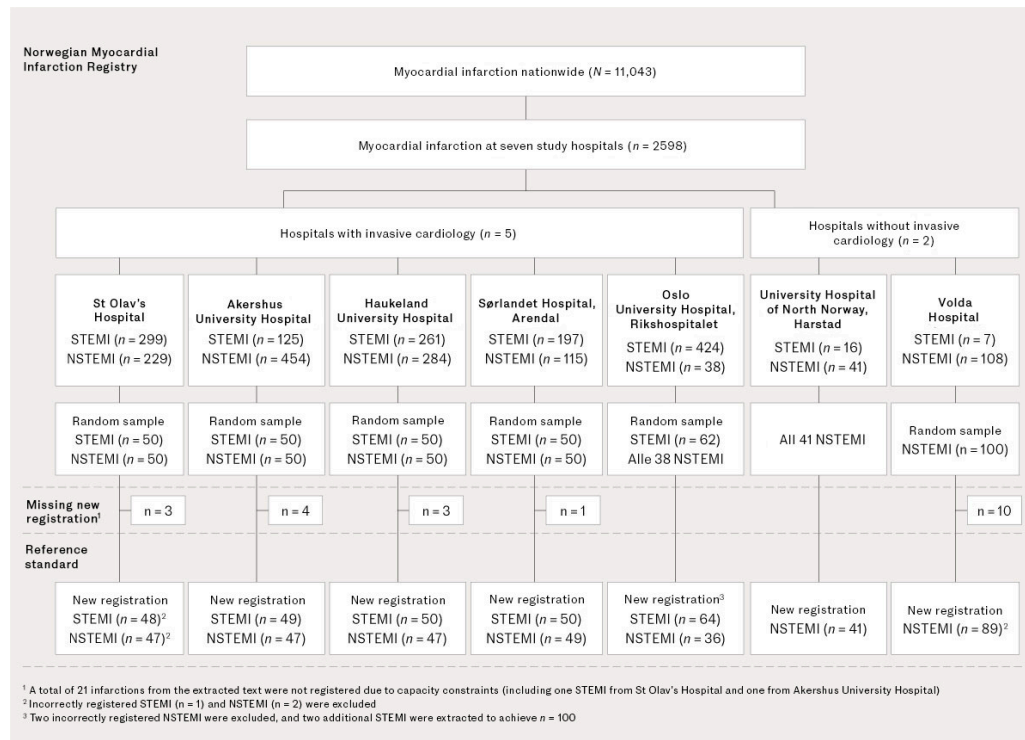 Norwegian Myocardial
Infarction Registry
Myocardial infarction nationwide (N = 11,043)
Myocardial infarction at seven study hospitals (n = 2598)
Hospitals with invasive cardiology (n = 5)
Hospitals without invasive
cardiology (n = 2)
St Olav's
Hospital
STEMI (n = 299)
NSTEMI (n = 229)
Akershus
University Hospital
STEMI (n = 125)
NSTEMI (n = 454)
Haukeland
University Hospital
STEMI (n = 261)
NSTEMI (n = 284)
Sørlandet Hospital,
Arendal
STEMI (n = 197)
NSTEMI (n = 115)
Oslo
University Hospital,
Rikshospitalet
STEMI (n = 424)
NSTEMI (n = 38)
University Hospital
of North Norway,
Harstad
STEMI (n = 16)
NSTEMI (n = 41)
Volda
Hospital
STEMI (n = 7)
NSTEMI (n = 108)
Random sample
STEMI (n = 50)
NSTEMI (n = 50)
Random sample
STEMI (n = 50)
NSTEMI (n = 50)
Random sample
STEMI (n = 50)
NSTEMI (n = 50)
Random sample
STEMI (n = 50)
NSTEMI (n = 50)
Random sample
STEMI (n = 62)
Alle 38 NSTEMI
All 41 NSTEMI
Random sample
NSTEMI (n = 100)
Missing new
registration¹
n = 3
n = 4
n = 3
n = 1
n = 10
Reference
standard
New registration
STEMI (n = 48)²
NSTEMI (n = 47)²
New registration
STEMI (n = 49)
NSTEMI (n = 47)
New registration
STEMI (n = 50)
NSTEMI (n = 47)
New registration
STEMI (n = 50)
NSTEMI (n = 49)
New registration³
STEMI (n = 64)
NSTEMI (n = 36)
New registration
NSTEMI (n = 41)
New registration
NSTEMI (n = 89)²
¹ A total of 21 infarctions from the extracted text were not registered due to capacity constraints (including one STEMI from St Olav's Hospital and one from Akershus University Hospital)
² Incorrectly registered STEMI (n = 1) and NSTEMI (n = 2) were excluded
³ Two incorrectly registered NSTEMI were excluded, and two additional STEMI were extracted to achieve n = 100